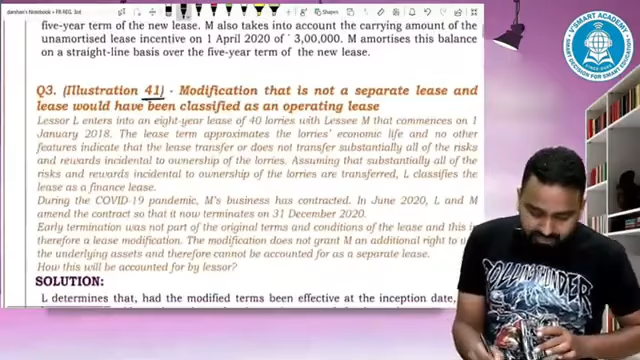 darshan's Notebook » FR REG. 3rd
five-year term of the new lease. M also takes into account the carrying amount of the
unamortised lease incentive on 1 April 2020 of ` 3,00,000. M amortises this balance
on a straight-line basis over the five-year term of the new lease.
Q3. (Illustration 41) - Modification that is not a separate lease and
lease would have been classified as an operating lease
Lessor L enters into an eight-year lease of 40 lorries with Lessee M that commences on 1
January 2018. The lease term approximates the lorries' economic life and no other
features indicate that the lease transfer or does not transfer substantially all of the risks
and rewards incidental to ownership of the lorries. Assuming that substantially all of the
risks and rewards incidental to ownership of the lorries are transferred, L classifies the
lease as a finance lease.
During the COVID-19 pandemic, M's business has contracted. In June 2020, L and M
amend the contract so that it now terminates on 31 December 2020.
Early termination was not part of the original terms and conditions of the lease and this is
therefore a lease modification. The modification does not grant M an additional right to u
the underlying assets and therefore cannot be accounted for as a separate lease.
How this will be accounted for by lessor?
SOLUTION:
L determines that, had the modified terms been effective at the inception date,
V'SMART ACADEMY
SMART DECISION FOR SMART EDUCATION